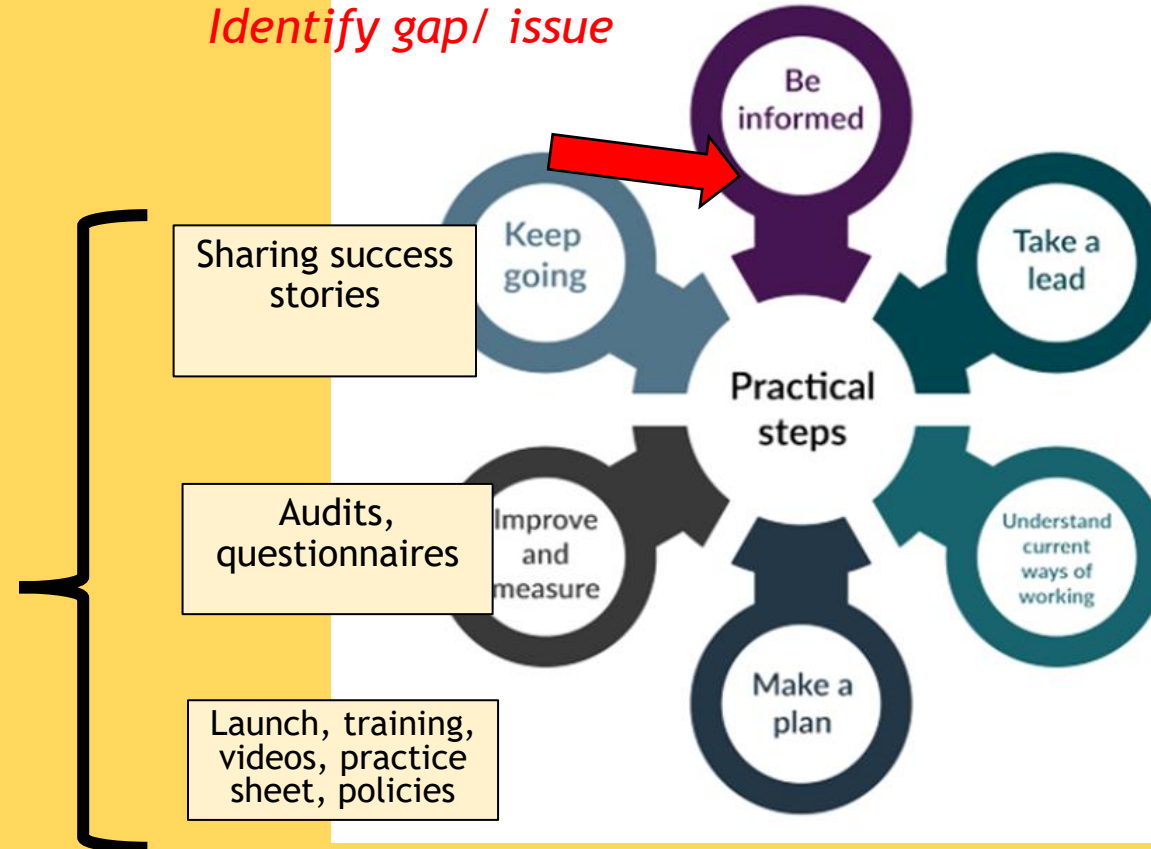 Identify gap/ issue
Be
informed
Keep
going
Take a
lead
Sharing success
stories
Practical
steps
Audits,
questionnaires
Improve
and
measure
Understand
current
ways of
working
Make a
plan
Launch, training,
videos, practice
sheet, policies